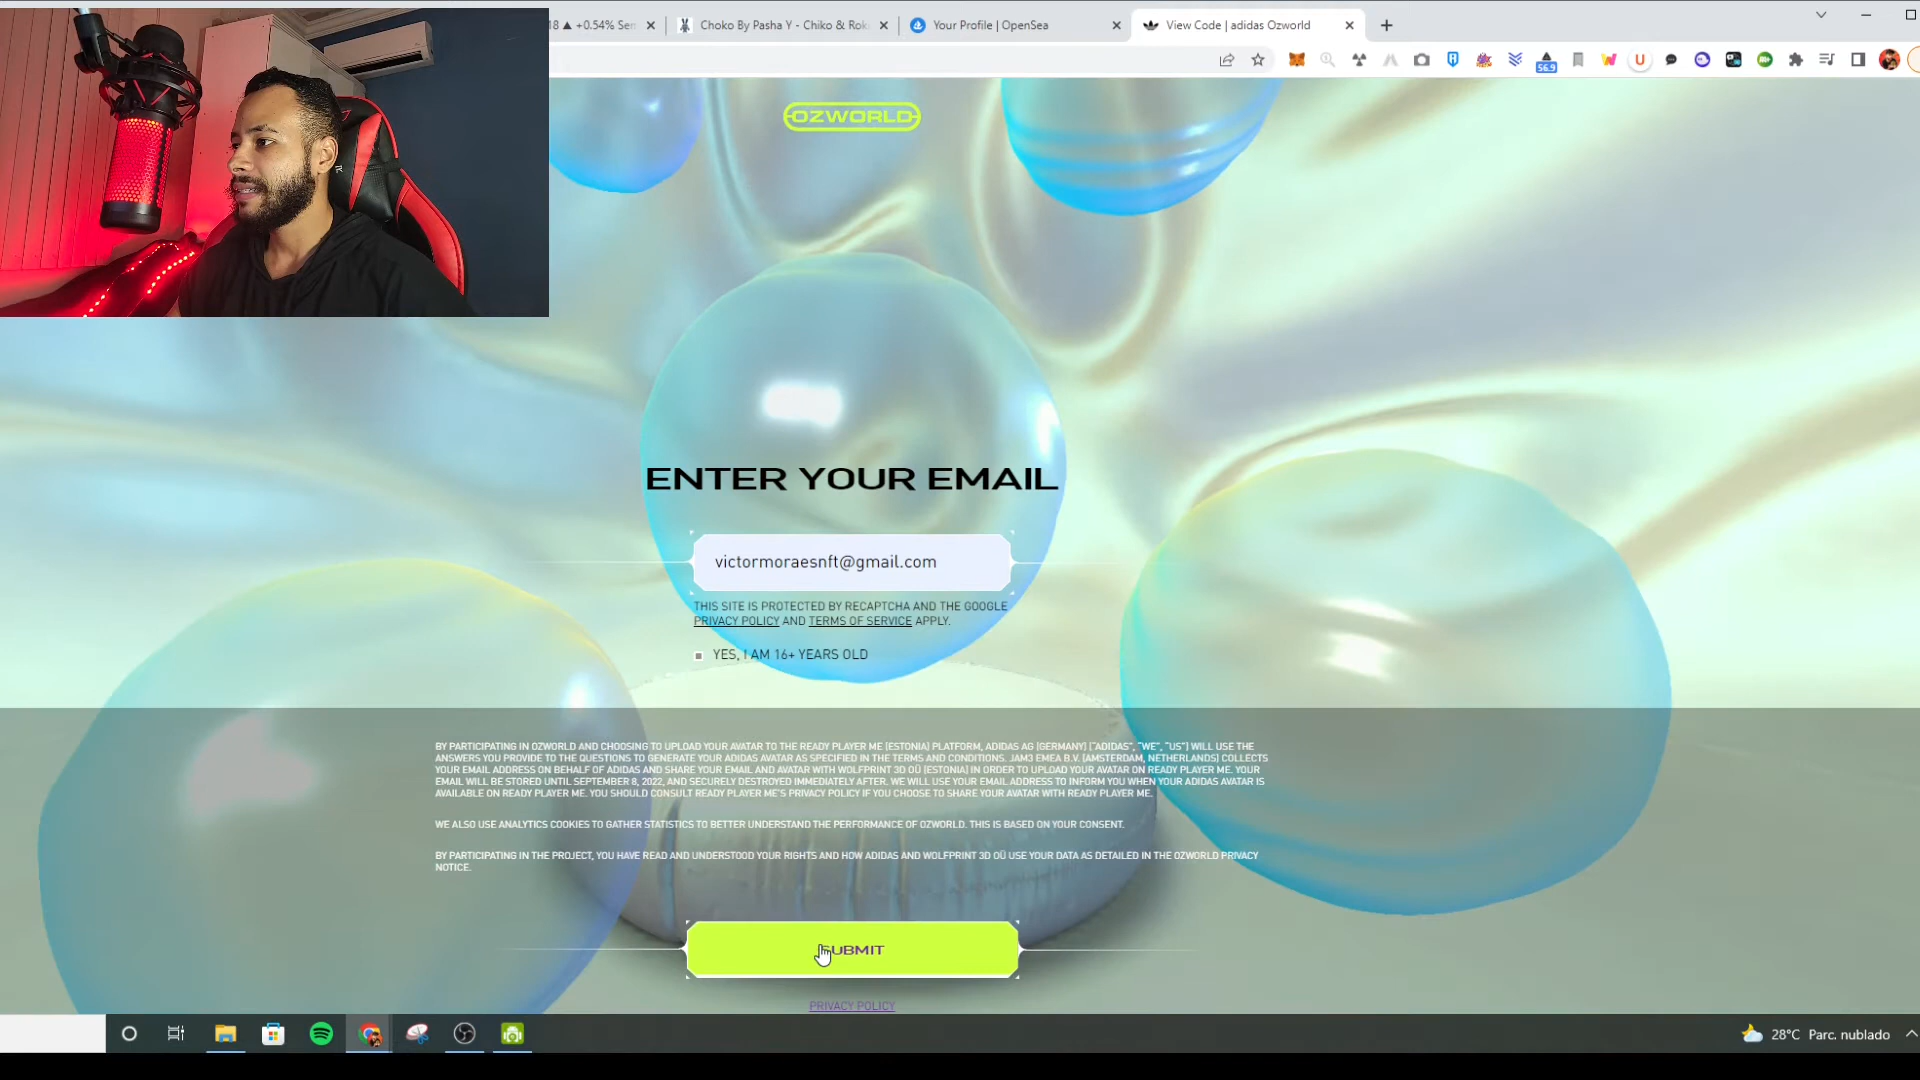 18 ▲ +0.54%
Choko By Pasha Y - Chiko & Rok
Your Profile | OpenSea
View Code | adidas Ozworld
56.9
OZWORLD
ENTER YOUR EMAIL
victormoraesnft@gmail.com
THIS SITE IS PROTECTED BY RECAPTCHA AND THE GOOGLE
PRIVACY POLICY AND TERMS OF SERVICE APPLY.
YES, I AM 16+ YEARS OLD
BY PARTICIPATING IN OZWORLD AND CHOOSING TO UPLOAD YOUR AVATAR TO THE READY PLAYER ME (ESTONIA) PLATFORM, ADIDAS AG (GERMANY) ("ADIDAS", "WE", "US") WILL USE THE
ANSWERS YOU PROVIDE TO THE QUESTIONS TO GENERATE YOUR ADIDAS AVATAR AS SPECIFIED IN THE TERMS AND CONDITIONS. JAM3 EMEA B.V. (AMSTERDAM, NETHERLANDS) COLLECTS
YOUR EMAIL ADDRESS ON BEHALF OF ADIDAS AND SHARE YOUR EMAIL AND AVATAR WITH WOLFPRINT 3D OÜ (ESTONIA) IN ORDER TO UPLOAD YOUR AVATAR ON READY PLAYER ME. YOUR
EMAIL WILL BE STORED UNTIL SEPTEMBER 8, 2022, AND SECURELY DESTROYED IMMEDIATELY AFTER. WE WILL USE YOUR EMAIL ADDRESS TO INFORM YOU WHEN YOUR ADIDAS AVATAR IS
AVAILABLE ON READY PLAYER ME. YOU SHOULD CONSULT READY PLAYER ME'S PRIVACY POLICY IF YOU CHOOSE TO SHARE YOUR AVATAR WITH READY PLAYER ME.
WE ALSO USE ANALYTICS COOKIES TO GATHER STATISTICS TO BETTER UNDERSTAND THE PERFORMANCE OF OZWORLD. THIS IS BASED ON YOUR CONSENT.
BY PARTICIPATING IN THE PROJECT, YOU HAVE READ AND UNDERSTOOD YOUR RIGHTS AND HOW ADIDAS AND WOLFPRINT 3D OÜ USE YOUR DATA AS DETAILED IN THE OZWORLD PRIVACY
NOTICE.
SUBMIT
PRIVACY POLICY
28°C Parc. nublado